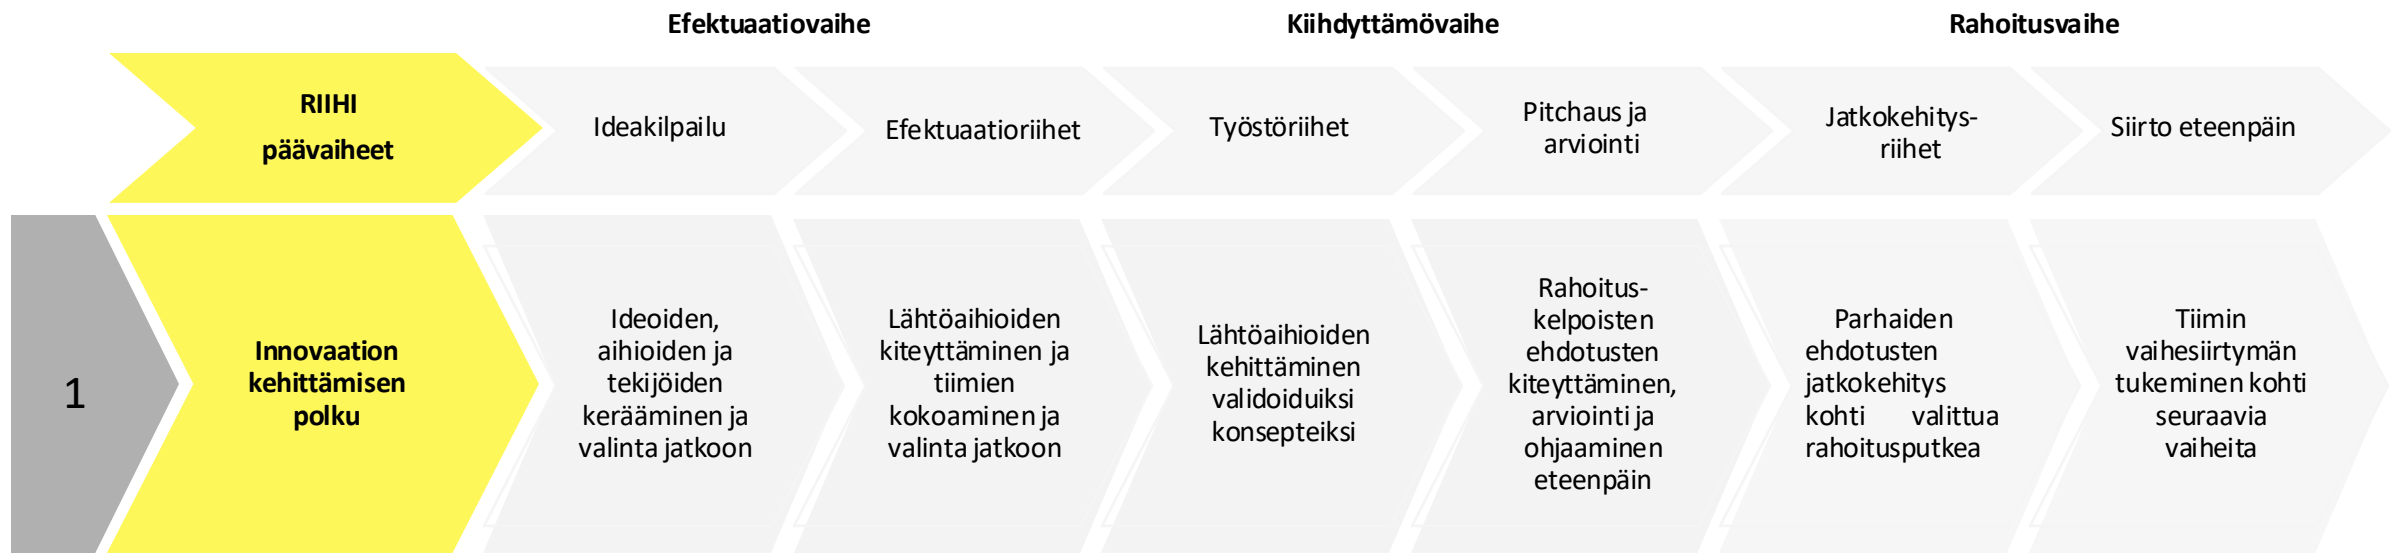 Efektuaatiovaihe
Kiihdyttämövaihe
Rahoitusvaihe
RIIHI
päävaiheet
Ideakilpailu
Efektuaatioriihet
Työstöriihet
Pitchaus ja
arviointi
Jatkokehitys-
riihet
Siirto eteenpäin
1
Innovaation
kehittämisen
polku
Ideoiden,
aihioiden ja
tekijöiden
kerääminen ja
valinta jatkoon
Lähtöaihioiden
kiteyttäminen ja
tiimien
kokoaminen ja
valinta jatkoon
Lähtöaihioiden
kehittäminen
validoiduiksi
konsepteiksi
Rahoitus-
kelpoisten
ehdotusten
kiteyttäminen,
arviointi ja
ohjaaminen
eteenpäin
Parhaiden
ehdotusten
jatkokehitys
kohti valittua
rahoitusputkea
Tiimin
vaihesiirtymän
tukeminen kohti
seuraavia
vaiheita